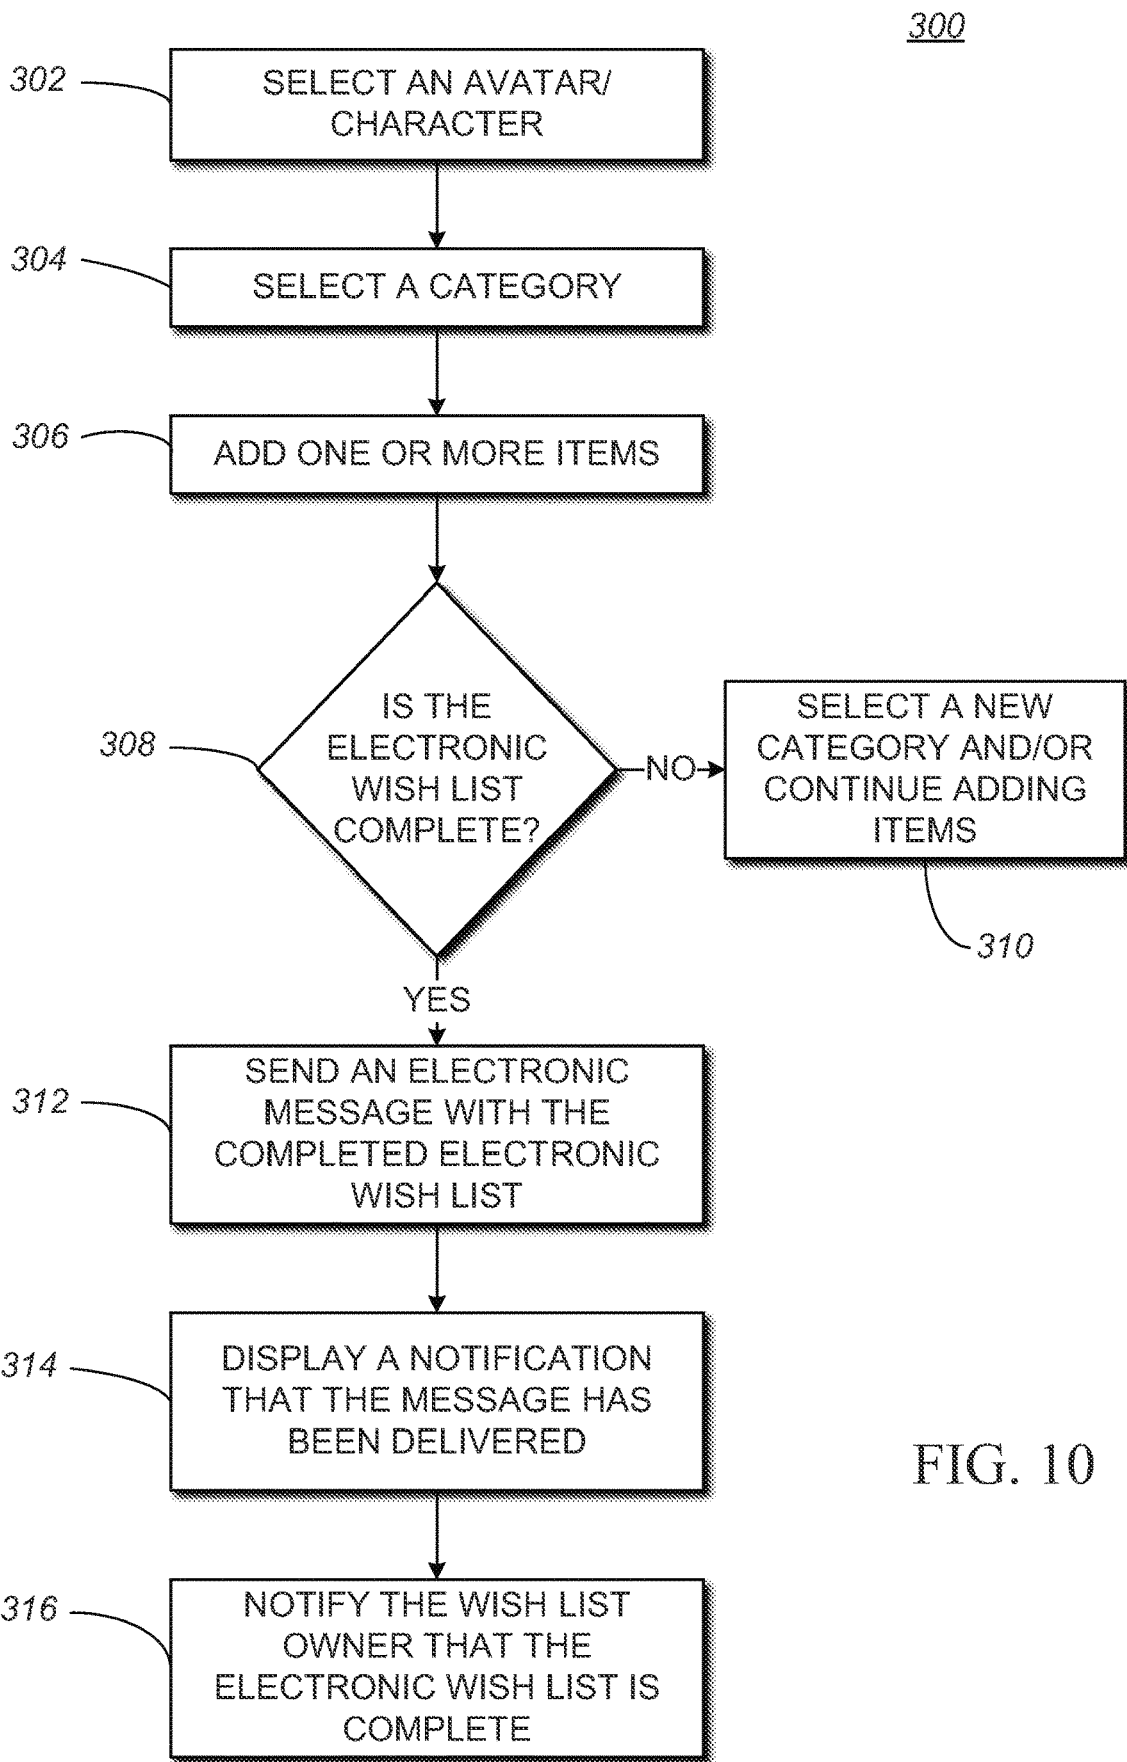 300
302
SELECT AN AVATAR/
CHARACTER
304
SELECT A CATEGORY
306
ADD ONE OR MORE ITEMS
308
IS THE
ELECTRONIC
WISH LIST
COMPLETE?
NO
SELECT A NEW
CATEGORY AND/OR
CONTINUE ADDING
ITEMS
310
YES
312
SEND AN ELECTRONIC
MESSAGE WITH THE
COMPLETED ELECTRONIC
WISH LIST
314
DISPLAY A NOTIFICATION
THAT THE MESSAGE HAS
BEEN DELIVERED
FIG. 10
316
NOTIFY THE WISH LIST
OWNER THAT THE
ELECTRONIC WISH LIST IS
COMPLETE